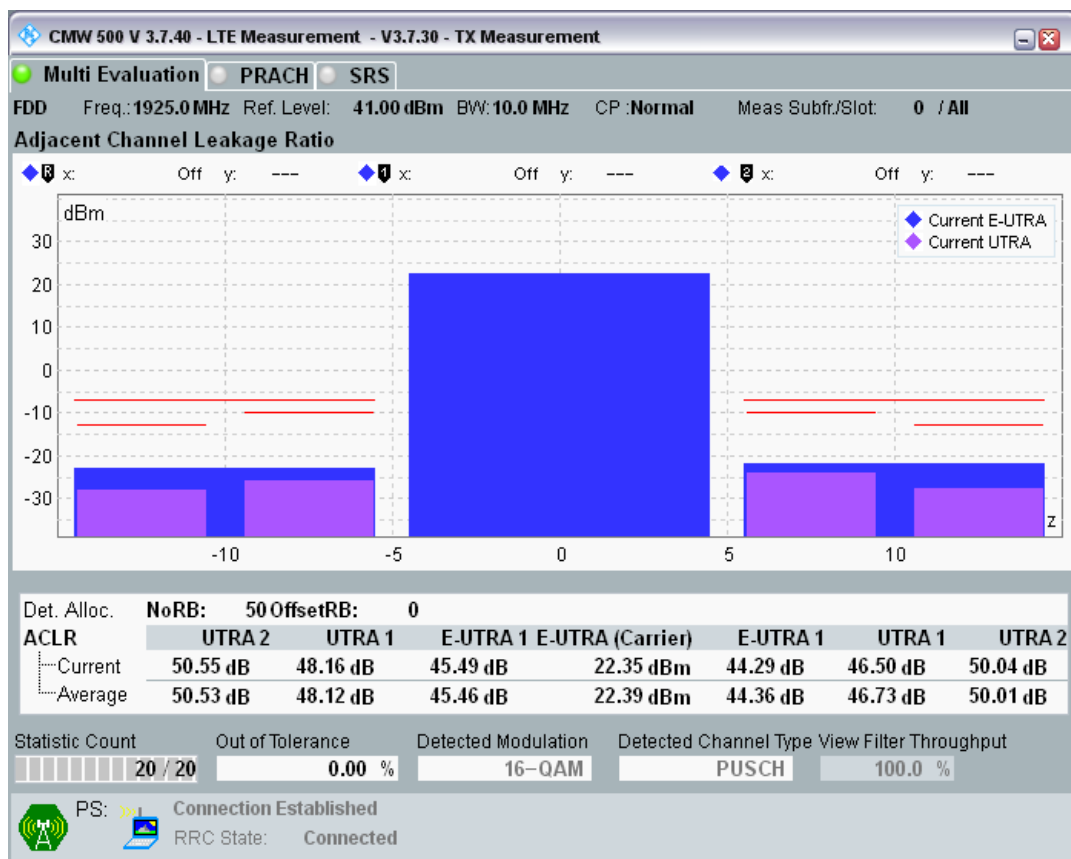 CMW 500 V 3.7.40 - LTE Measurement - V3.7.30 - TX Measurement
Multi Evaluation PRACH SRS
FDD Freq.: 1925.0 MHz Ref. Level: 41.00 dBm BW: 10.0 MHz CP :Normal Meas Subfr./Slot: 0 / All
Adjacent Channel Leakage Ratio
R x: Off y: --- 1 x: Off y: --- 2 x: Off y: ---
dBm
Current E-UTRA
Current UTRA
30
20
10
0
-10
-20
-30
z
-10 -5 0 5 10
Det. Alloc. NoRB: 50 OffsetRB: 0
ACLR UTRA 2 UTRA 1 E-UTRA 1 E-UTRA (Carrier) E-UTRA 1 UTRA 1 UTRA 2
Current 50.55 dB 48.16 dB 45.49 dB 22.35 dBm 44.29 dB 46.50 dB 50.04 dB
Average 50.53 dB 48.12 dB 45.46 dB 22.39 dBm 44.36 dB 46.73 dB 50.01 dB
Statistic Count Out of Tolerance Detected Modulation Detected Channel Type View Filter Throughput
20 / 20 0.00 % 16-QAM PUSCH 100.0 %
PS: Connection Established
RRC State: Connected